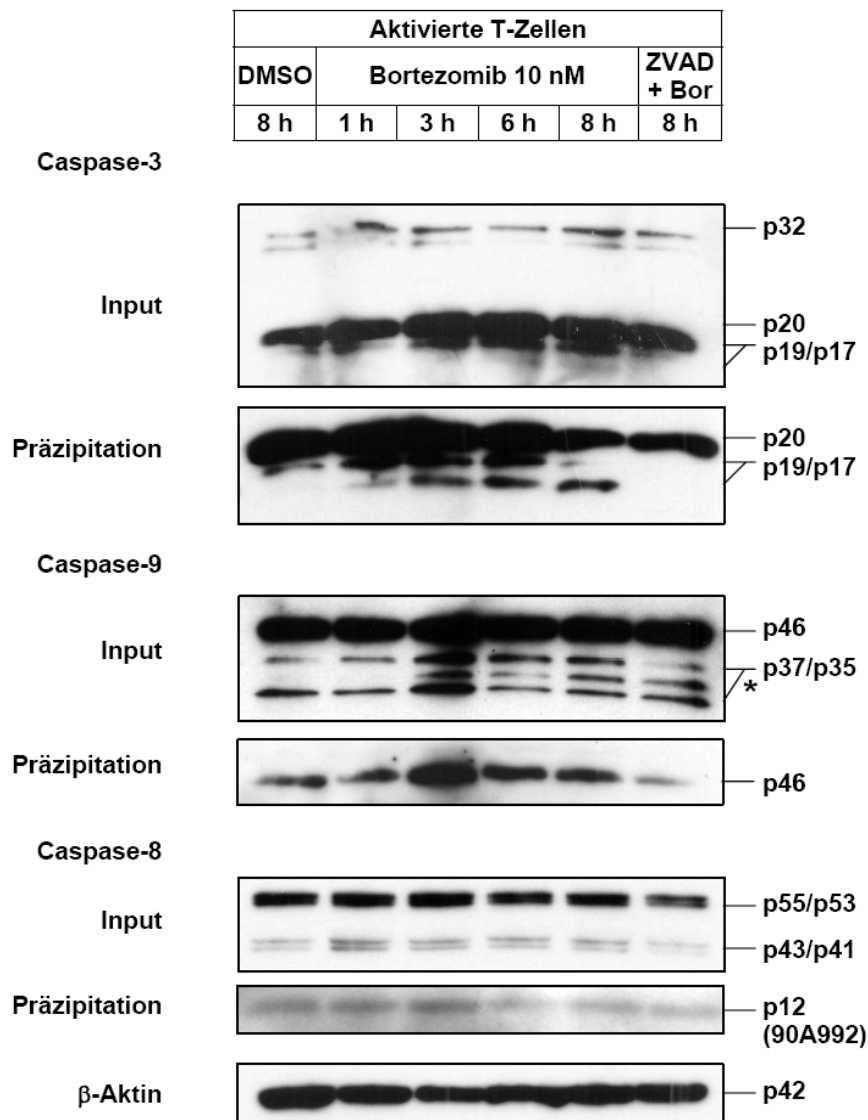 Aktivierte T-Zellen
DMSO Bortezomib 10 nM ZVAD + Bor
8 h 1 h 3 h 6 h 8 h 8 h
Caspase-3
Input
p32
p20
p19/p17
Präzipitation
p20
p19/p17
Caspase-9
Input
p46
p37/p35
*
Präzipitation
p46
Caspase-8
Input
p55/p53
p43/p41
Präzipitation
p12
(90A992)
β-Aktin
p42